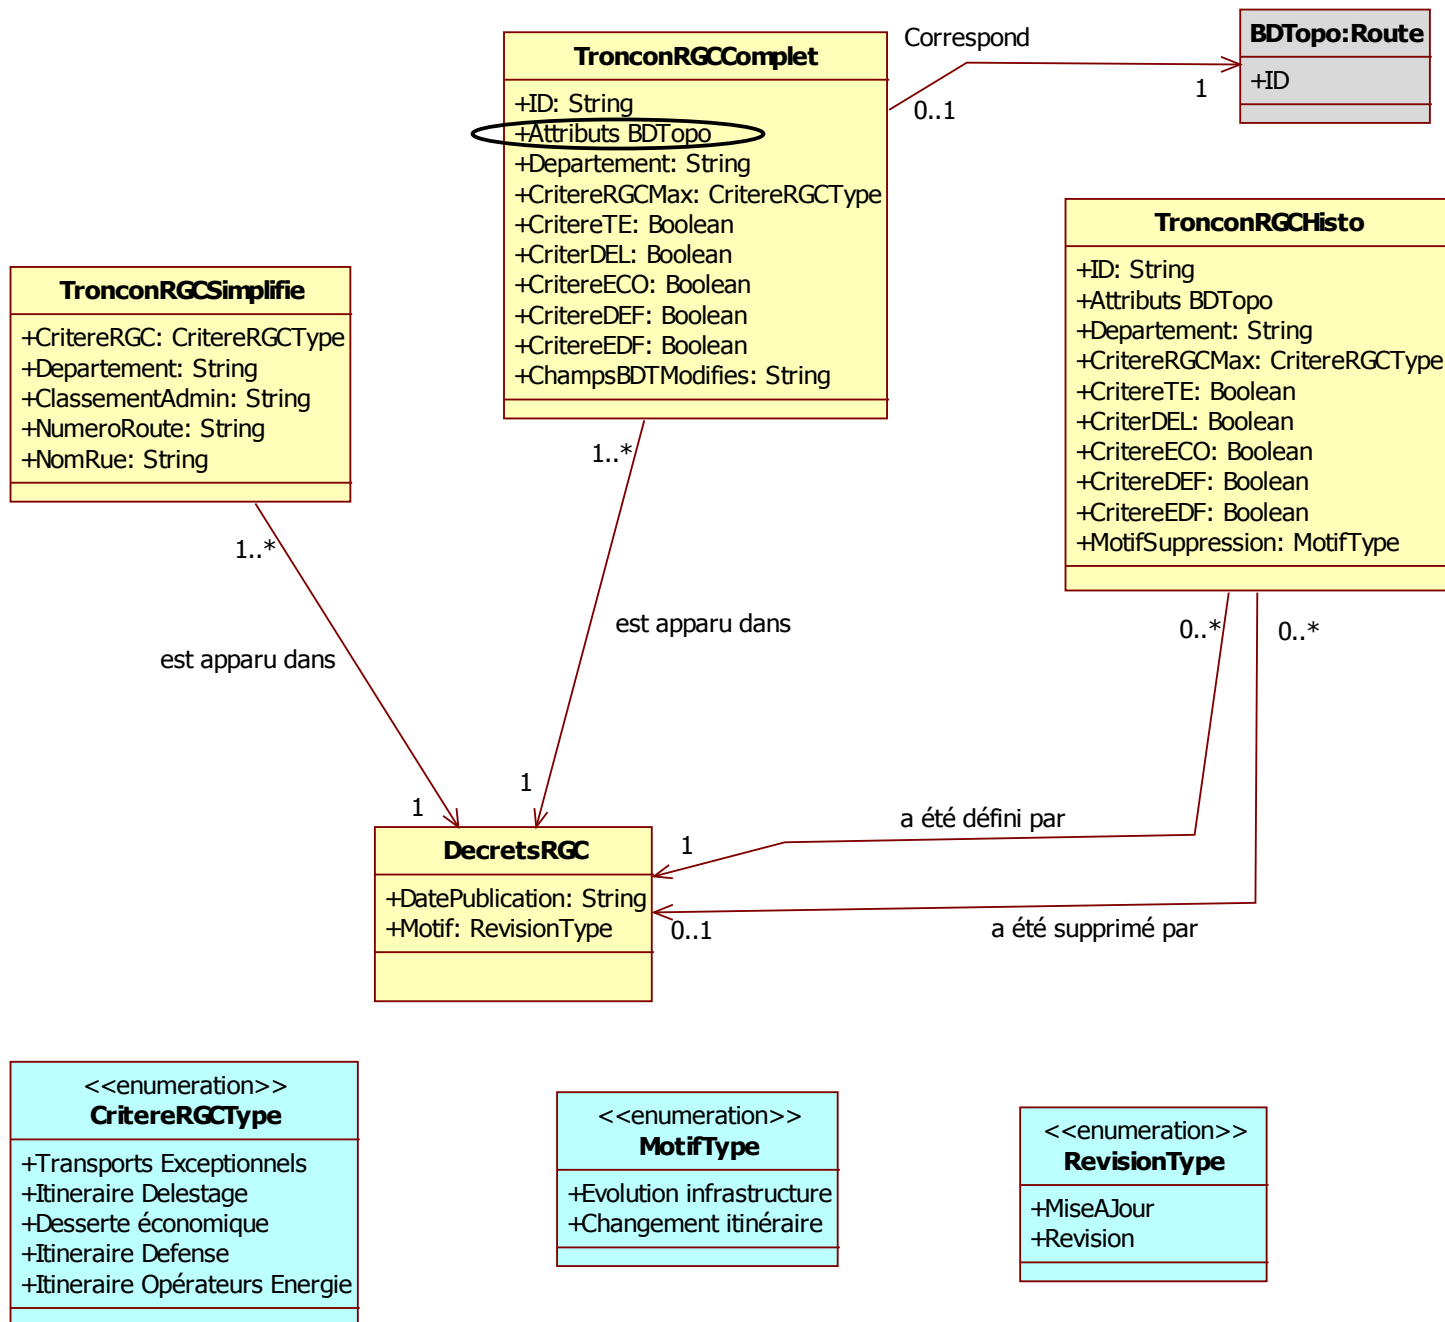 TronconRGCComplet
+ID: String
+Attributs BDTopo
+Departement: String
+CritereRGCMax: CritereRGCType
+CritereTE: Boolean
+CriterDEL: Boolean
+CritereECO: Boolean
+CritereDEF: Boolean
+CritereEDF: Boolean
+ChampsBDTModifies: String
Correspond
0..1
1
BDTopo:Route
+ID
TronconRGCHisto
+ID: String
+Attributs BDTopo
+Departement: String
+CritereRGCMax: CritereRGCType
+CritereTE: Boolean
+CriterDEL: Boolean
+CritereECO: Boolean
+CritereDEF: Boolean
+CritereEDF: Boolean
+MotifSuppression: MotifType
TronconRGCSimplifie
+CritereRGC: CritereRGCType
+Departement: String
+ClassementAdmin: String
+NumeroRoute: String
+NomRue: String
1..*
est apparu dans
1
1..*
est apparu dans
1
0..*
0..*
a été défini par
1
a été supprimé par
0..1
DecretsRGC
+DatePublication: String
+Motif: RevisionType
<<enumeration>>
CritereRGCType
+Transports Exceptionnels
+Itineraire Delestage
+Desserte économique
+Itineraire Defense
+Itineraire Opérateurs Energie
<<enumeration>>
MotifType
+Evolution infrastructure
+Changement itinéraire
<<enumeration>>
RevisionType
+MiseAJour
+Revision